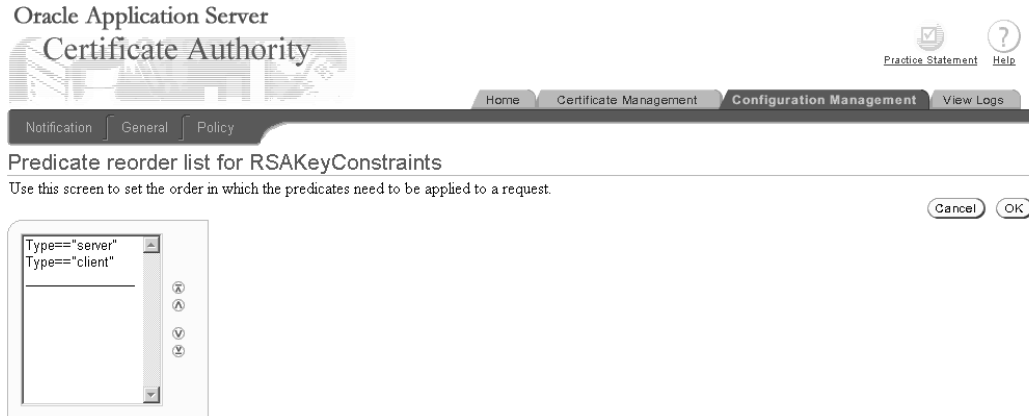 Oracle Application Server
Certificate Authority
Practice Statement Help
Home Certificate Management Configuration Management View Logs
Notification General Policy
Predicate reorder list for RSAKeyConstraints
Use this screen to set the order in which the predicates need to be applied to a request.
Cancel OK
Type=="server"
Type=="client"